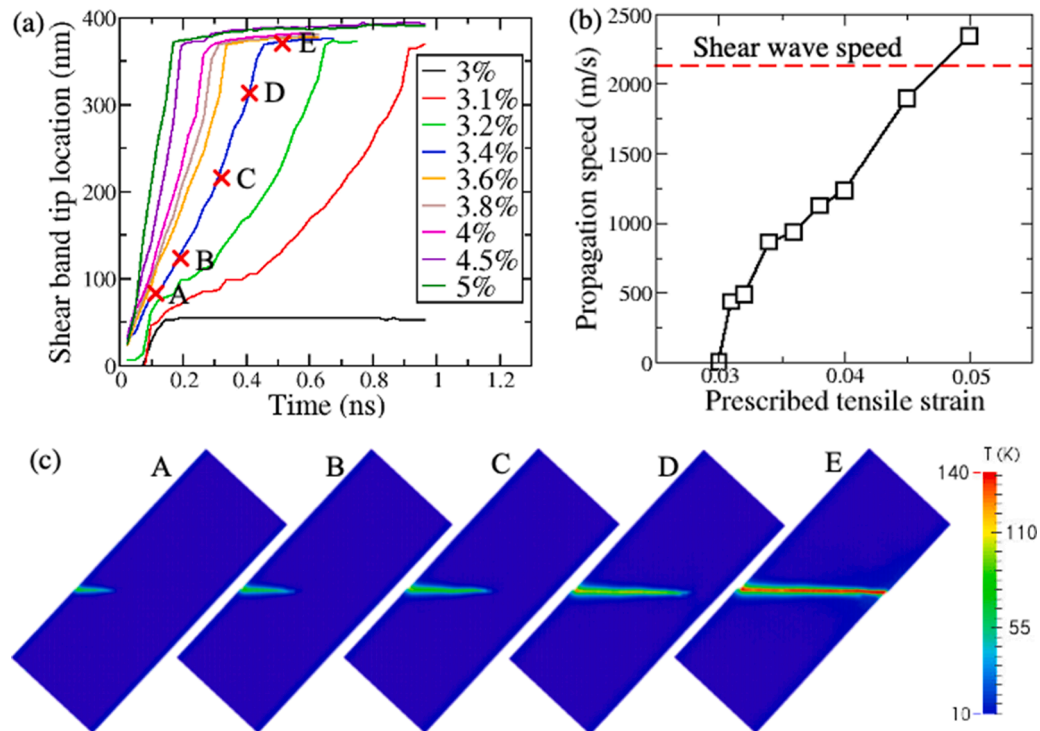 (a)
Shear band tip location (nm)
400
300
200
100
0
0
0.2
0.4
0.6
0.8
1
1.2
Time (ns)
A
B
C
D
E
3%
3.1%
3.2%
3.4%
3.6%
3.8%
4%
4.5%
5%
(b)
Propagation speed (m/s)
2500
2000
1500
1000
500
0
0.03
0.04
0.05
Prescribed tensile strain
Shear wave speed
(c)
A
B
C
D
E
T (K)
140
110
55
10